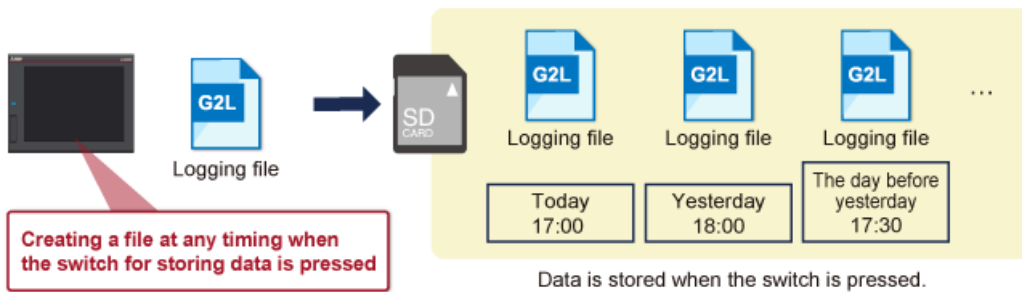 G2L
Logging file
SD
CARD
G2L
Logging file
G2L
Logging file
G2L
Logging file
...
Today
17:00
Yesterday
18:00
The day before
yesterday
17:30
Creating a file at any timing when
the switch for storing data is pressed
Data is stored when the switch is pressed.